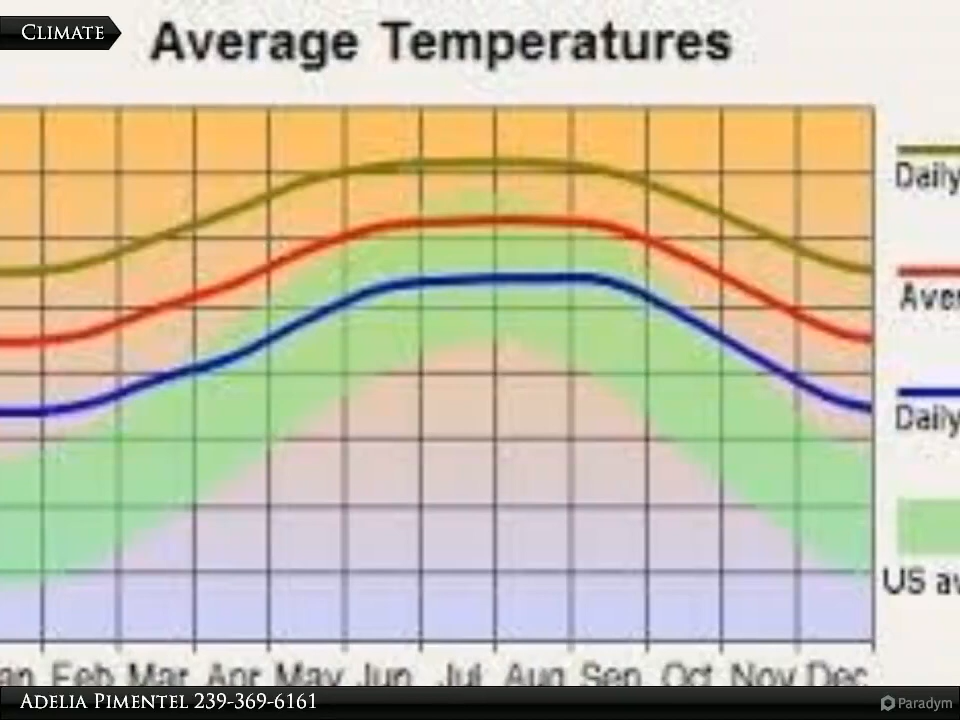 Climate
Average Temperatures
Daily
Aver
Daily
US av
an Feb Mar Apr May Jun Jul Aug Sep Oct Nov Dec
Adelia Pimentel 239-369-6161
Paradym